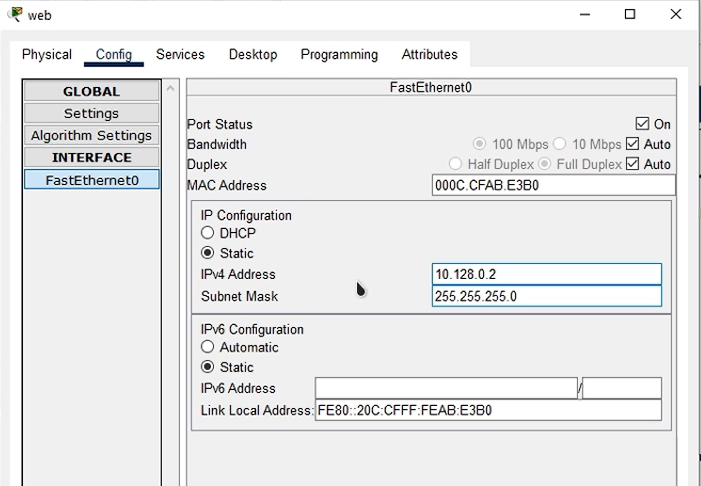 web
Physical Config Services Desktop Programming Attributes
GLOBAL
Settings
Algorithm Settings
INTERFACE
FastEthernet0
FastEthernet0
Port Status On
Bandwidth 100 Mbps 10 Mbps Auto
Duplex Half Duplex Full Duplex Auto
MAC Address 000C.CFAB.E3B0
IP Configuration
DHCP
Static
IPv4 Address 10.128.0.2
Subnet Mask 255.255.255.0
IPv6 Configuration
Automatic
Static
IPv6 Address /
Link Local Address: FE80::20C:CFFF:FEAB:E3B0